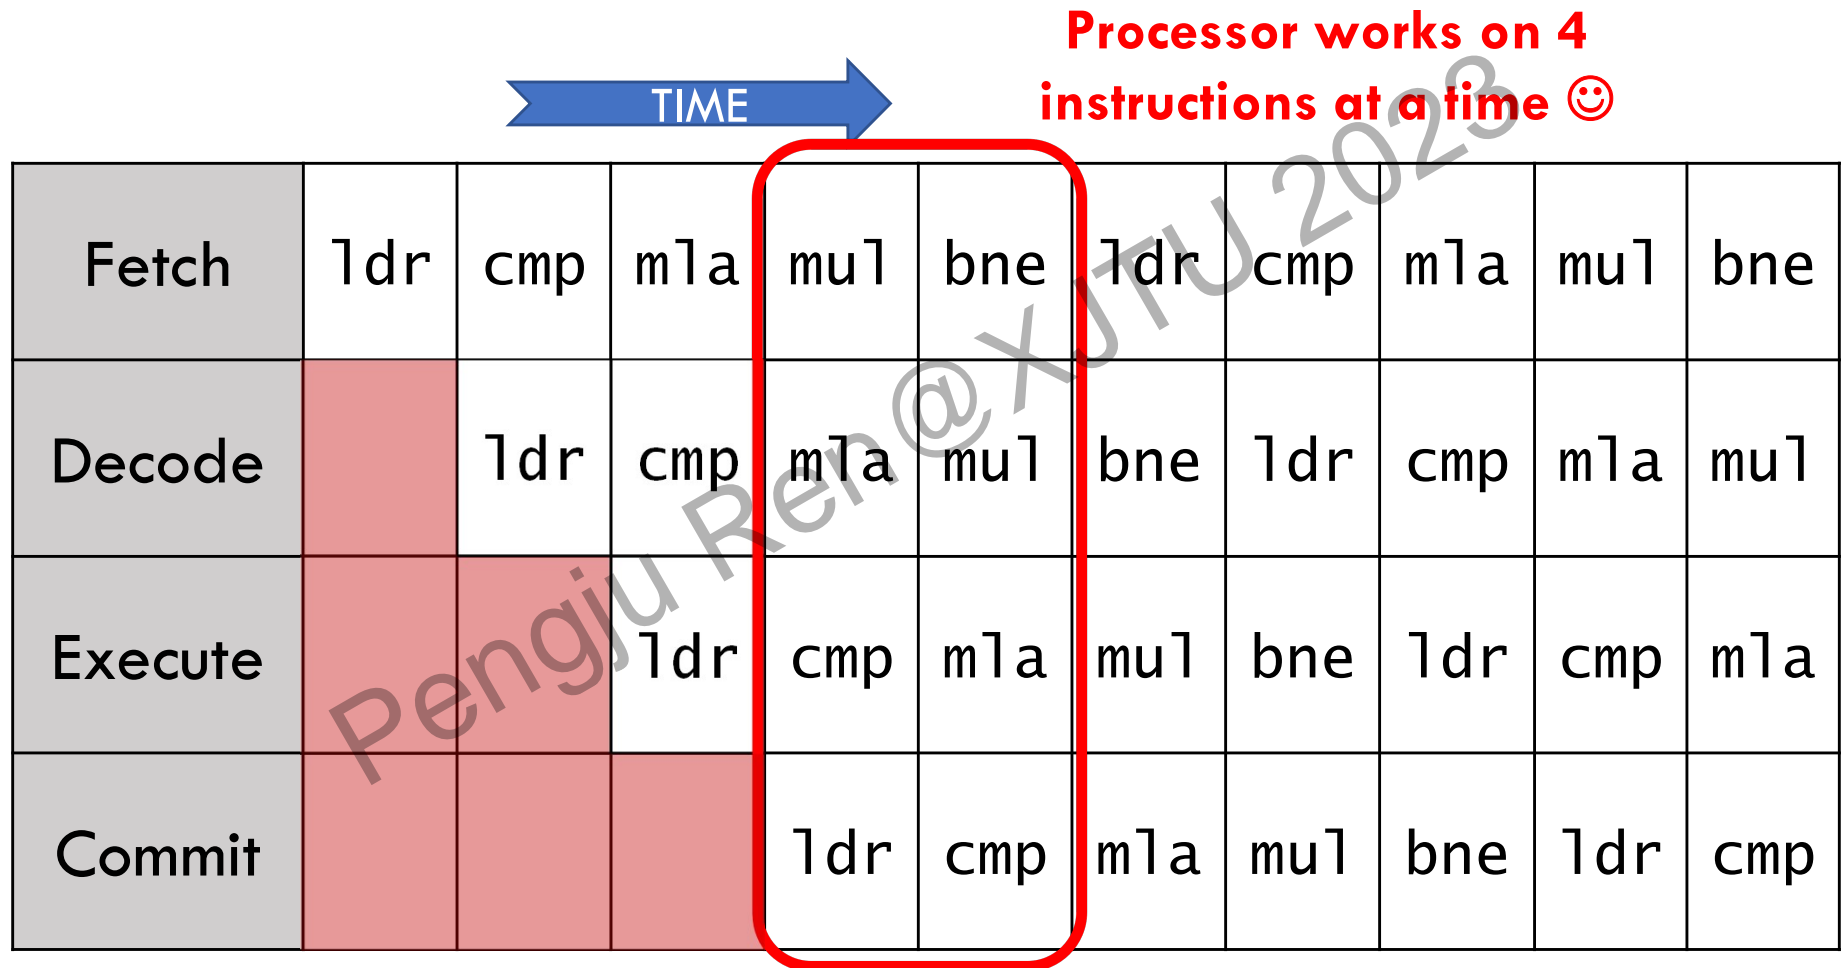 Processor works on 4
instructions at a time ☺
TIME
Fetch ldr cmp mla mul bne ldr cmp mla mul bne
Decode ldr cmp mla mul bne ldr cmp mla mul
Execute ldr cmp mla mul bne ldr cmp mla
Commit ldr cmp mla mul bne ldr cmp
Pengju Ren@XJTU 2023